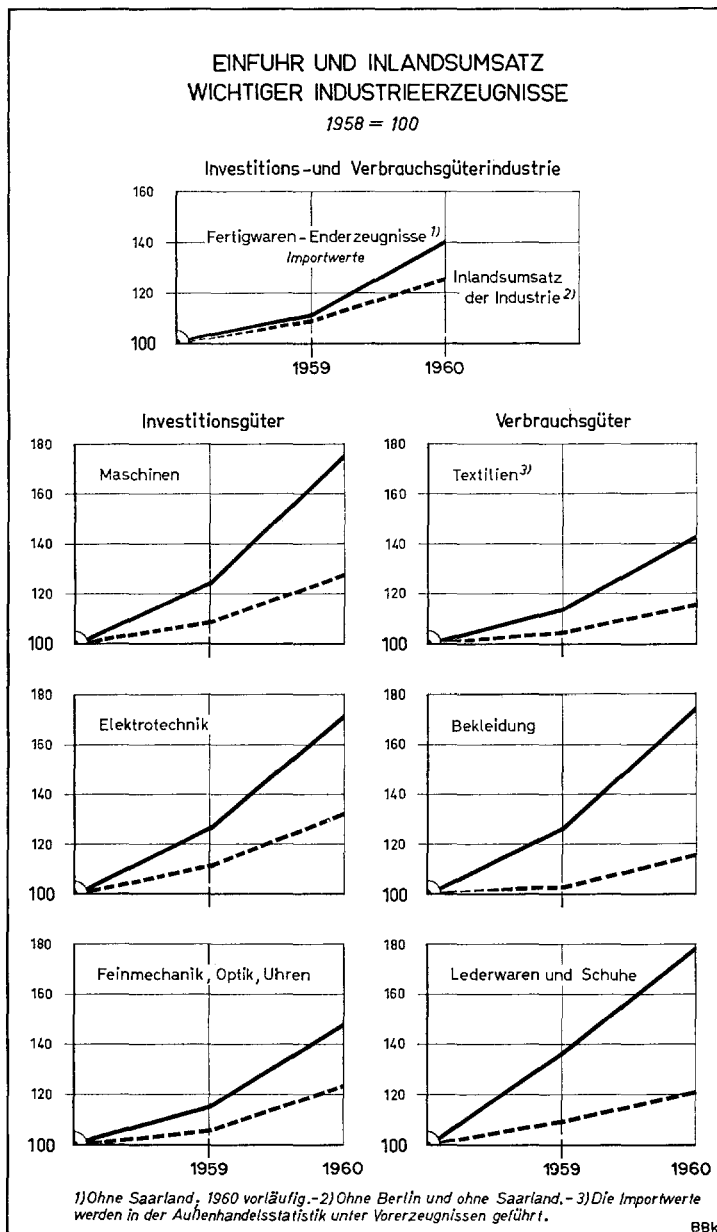 EINFUHR UND INLANDSUMSATZ
WICHTIGER INDUSTRIEERZEUGNISSE
1958 = 100
Investitions-und Verbrauchsgüterindustrie
160
140
120
100
Fertigwaren-Enderzeugnisse 1)
Importwerte
Inlandsumsatz
der Industrie 2)
1959 1960
Investitionsgüter
180
160
140
120
100
Maschinen
180
160
140
120
100
Elektrotechnik
180
160
140
120
100
Feinmechanik, Optik, Uhren
1959 1960
Verbrauchsgüter
180
160
140
120
100
Textilien 3)
180
160
140
120
100
Bekleidung
180
160
140
120
100
Lederwaren und Schuhe
1959 1960
1) Ohne Saarland; 1960 vorläufig.-2) Ohne Berlin und ohne Saarland.-3) Die Importwerte
werden in der Außenhandelsstatistik unter Vorerzeugnissen geführt.
BBk